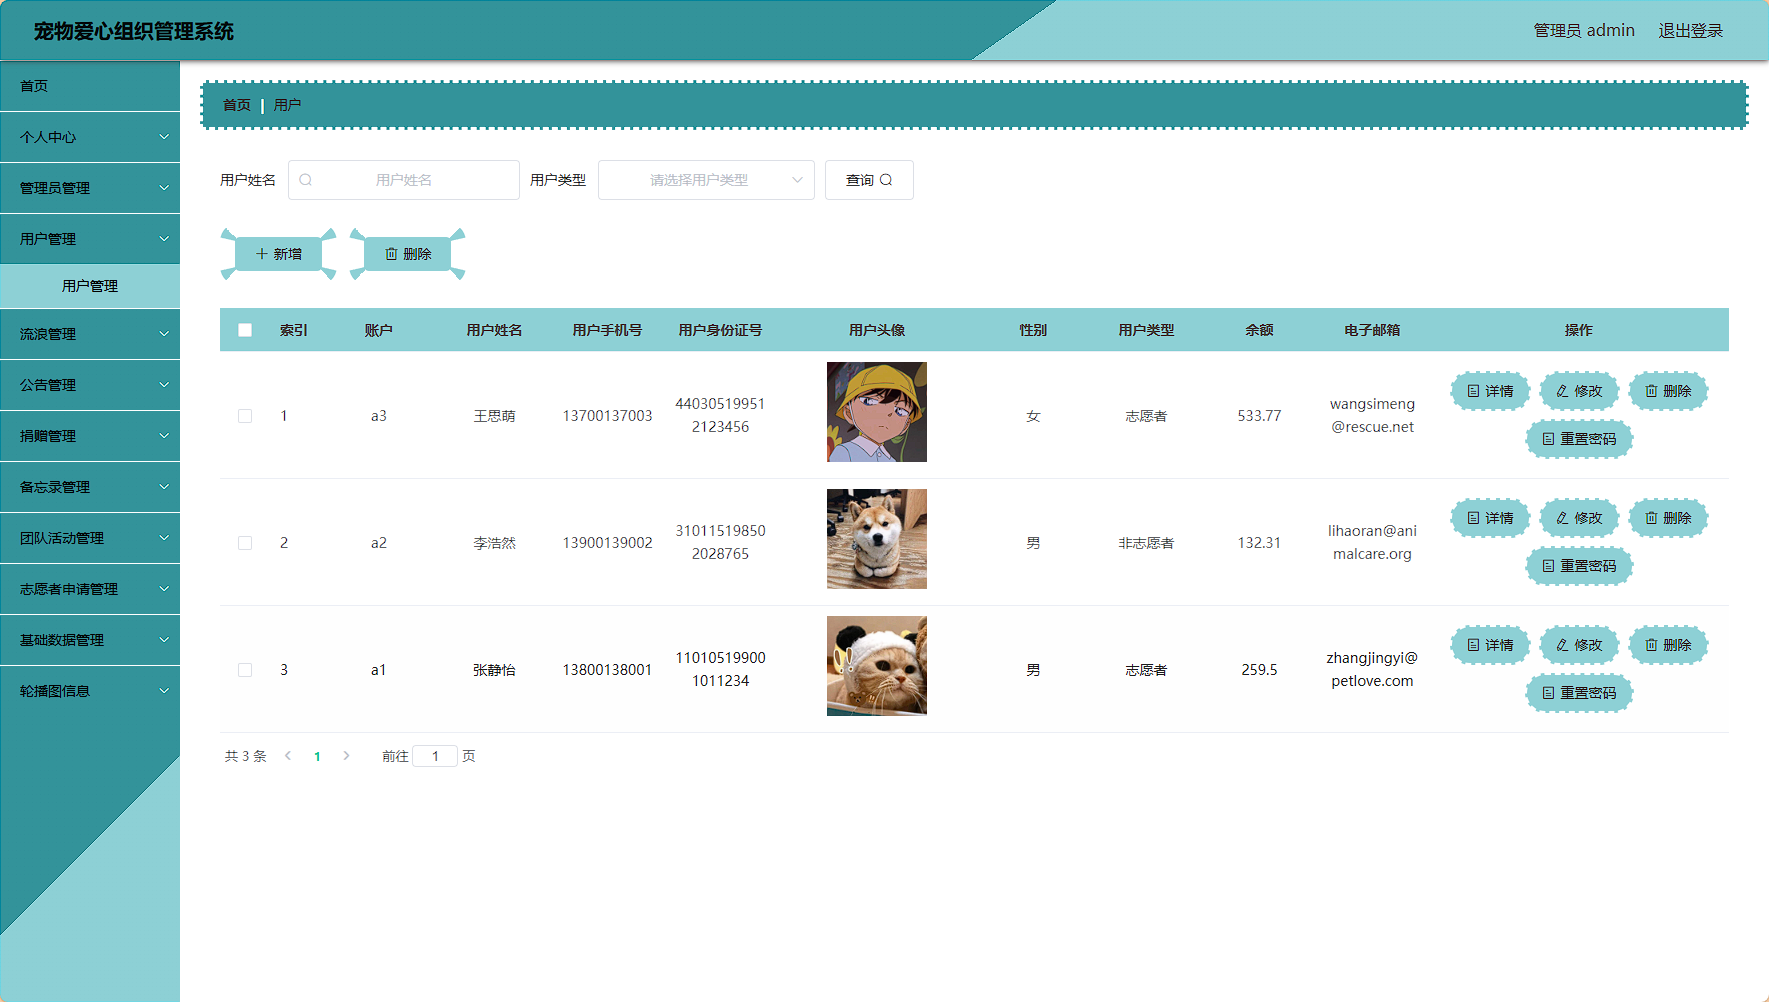 宠物爱心组织管理系统
管理员 admin 退出登录
首页
个人中心
管理员管理
用户管理
用户管理
流浪管理
公告管理
捐赠管理
备忘录管理
团队活动管理
志愿者申请管理
基础数据管理
轮播图信息
首页 用户
用户姓名 用户姓名 用户类型 请选择用户类型 查询
新增 删除
索引 账户 用户姓名 用户手机号 用户身份证号 用户头像 性别 用户类型 余额 电子邮箱 操作
1 a3 王思萌 13700137003 44030519951
2123456 女 志愿者 533.77 wangsimeng
@rescue.net 详情 修改 删除
重置密码
2 a2 李浩然 13900139002 31011519850
2028765 男 非志愿者 132.31 lihaoran@ani
malcare.org 详情 修改 删除
重置密码
3 a1 张静怡 13800138001 11010519900
1011234 男 志愿者 259.5 zhangjingyi@
petlove.com 详情 修改 删除
重置密码
共 3 条 1 前往 1 页